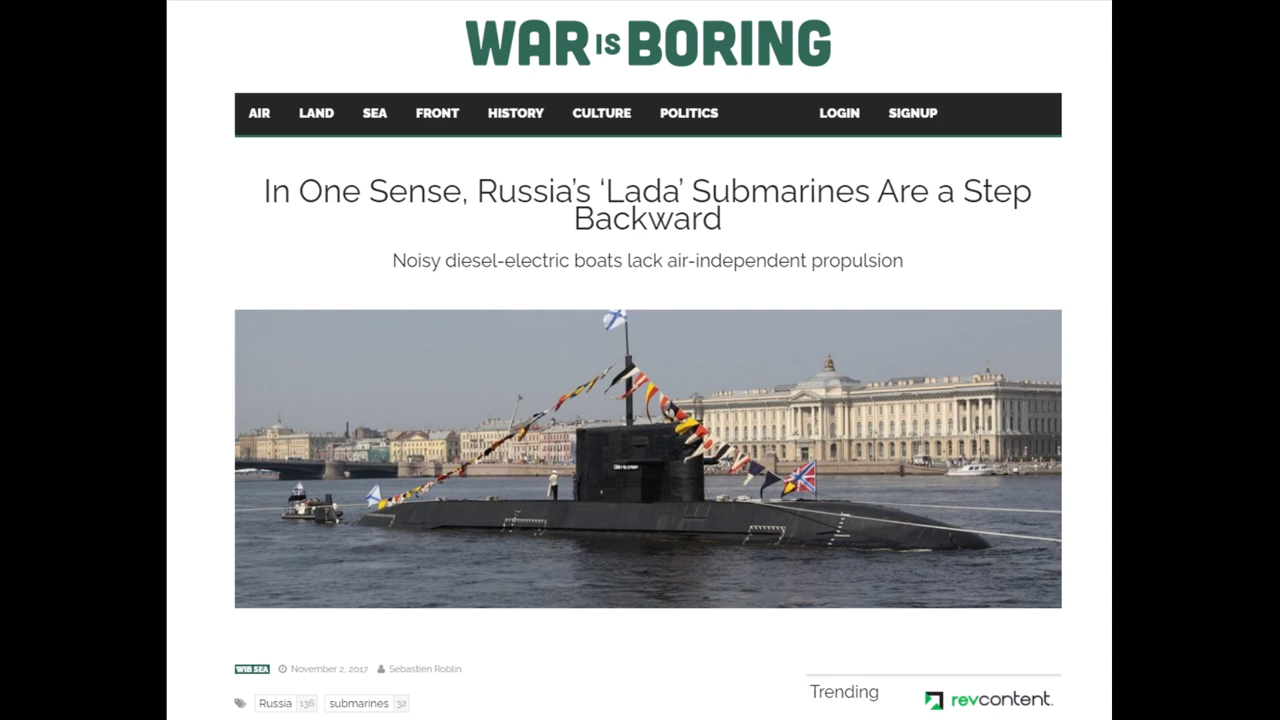 WAR IS BORING
AIR LAND SEA FRONT HISTORY CULTURE POLITICS LOGIN SIGNUP
In One Sense, Russia's ‘Lada’ Submarines Are a Step
Backward
Noisy diesel-electric boats lack air-independent propulsion
WIB SEA November 2, 2017 Sebastien Roblin
Russia 136 submarines 32
Trending revcontent.